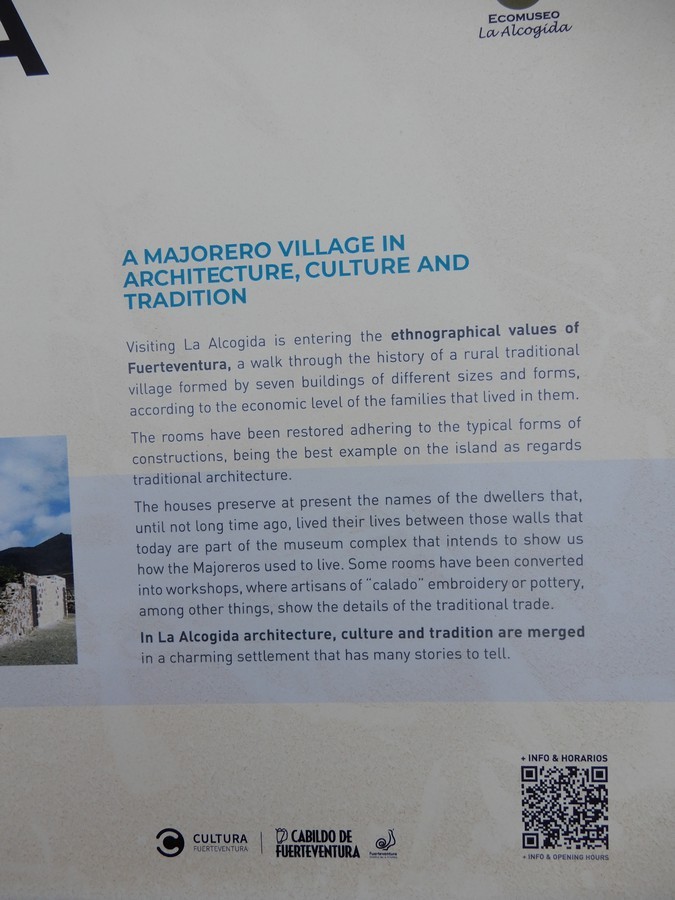 A
ECOMUSEO
La Alcogida
A MAJORERO VILLAGE IN
ARCHITECTURE, CULTURE AND
TRADITION
Visiting La Alcogida is entering the ethnographical values of
Fuerteventura, a walk through the history of a rural traditional
village formed by seven buildings of different sizes and forms,
according to the economic level of the families that lived in them.
The rooms have been restored adhering to the typical forms of
constructions, being the best example on the island as regards
traditional architecture.
The houses preserve at present the names of the dwellers that,
until not long time ago, lived their lives between those walls that
today are part of the museum complex that intends to show us
how the Majoreros used to live. Some rooms have been converted
into workshops, where artisans of “calado” embroidery or pottery,
among other things, show the details of the traditional trade.
In La Alcogida architecture, culture and tradition are merged
in a charming settlement that has many stories to tell.
+ INFO & HORARIOS
+ INFO & OPENING HOURS
CULTURA
FUERTEVENTURA
CABILDO DE
FUERTEVENTURA
Fuerteventura